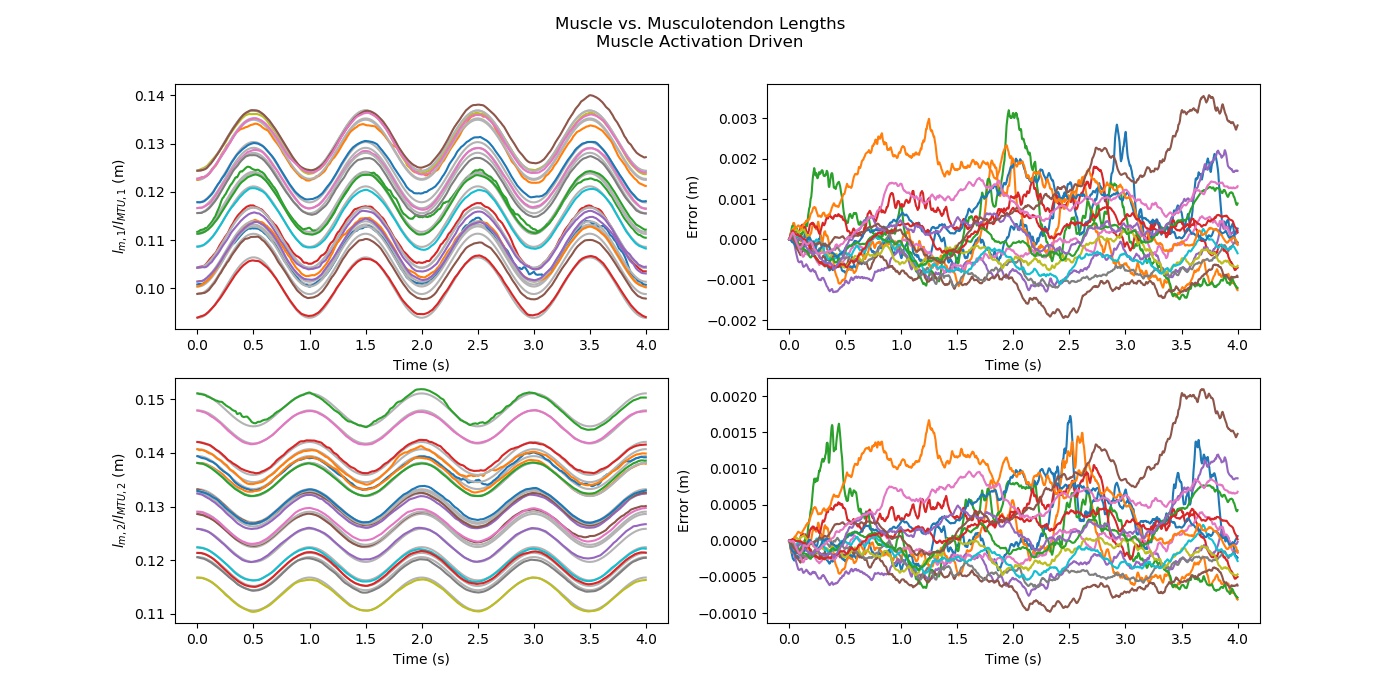 Muscle vs. Musculotendon Lengths
Muscle Activation Driven
l_{m,1}/l_{MTU,1} (m)
0.14
0.13
0.12
0.11
0.10
0.0 0.5 1.0 1.5 2.0 2.5 3.0 3.5 4.0
Time (s)
Error (m)
0.003
0.002
0.001
0.000
−0.001
−0.002
0.0 0.5 1.0 1.5 2.0 2.5 3.0 3.5 4.0
Time (s)
l_{m,2}/l_{MTU,2} (m)
0.15
0.14
0.13
0.12
0.11
0.0 0.5 1.0 1.5 2.0 2.5 3.0 3.5 4.0
Time (s)
Error (m)
0.0020
0.0015
0.0010
0.0005
0.0000
−0.0005
−0.0010
0.0 0.5 1.0 1.5 2.0 2.5 3.0 3.5 4.0
Time (s)